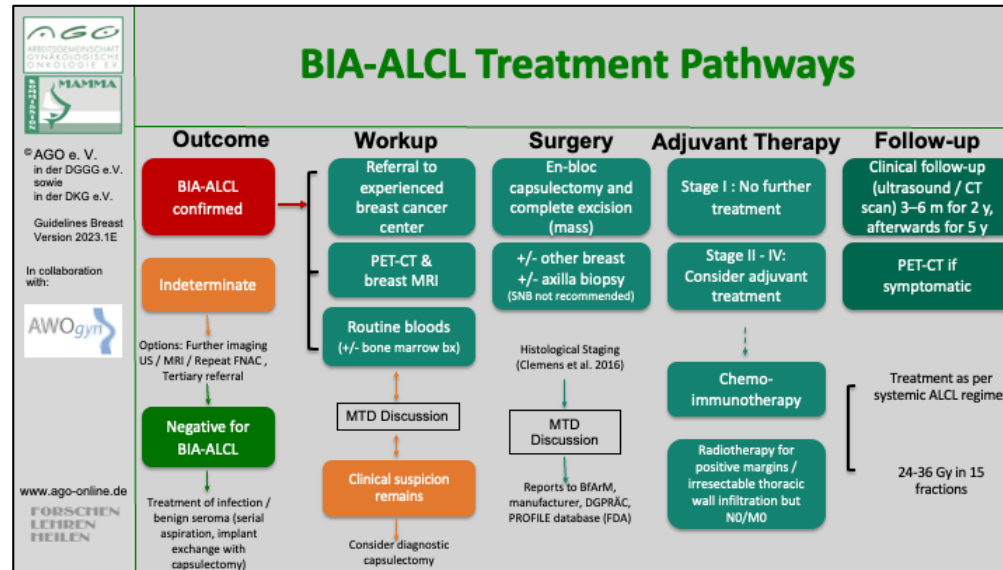 AGO
ARBEITSGEMEINSCHAFT
GYNÄKOLOGISCHE
ONKOLOGIE E.V.
KOMMISSION
MAMMA
© AGO e. V.
in der DGGG e.V.
sowie
in der DKG e.V.
Guidelines Breast
Version 2023.1E
In collaboration
with:
AWOgyn
www.ago-online.de
FORSCHEN
LEHREN
HEILEN
BIA-ALCL Treatment Pathways
Outcome
BIA-ALCL
confirmed
Indeterminate
Options: Further imaging
US / MRI / Repeat FNAC ,
Tertiary referral
Negative for
BIA-ALCL
Treatment of infection /
benign seroma (serial
aspiration, implant
exchange with
capsulectomy)
Workup
Referral to
experienced
breast cancer
center
PET-CT &
breast MRI
Routine bloods
(+/- bone marrow bx)
MTD Discussion
Clinical suspicion
remains
Consider diagnostic
capsulectomy
Surgery
En-bloc
capsulectomy and
complete excision
(mass)
+/- other breast
+/- axilla biopsy
(SNB not recommended)
Histological Staging
(Clemens et al. 2016)
MTD
Discussion
Reports to BfArM,
manufacturer, DGPRÄC,
PROFILE database (FDA)
Adjuvant Therapy
Stage I : No further
treatment
Stage II - IV:
Consider adjuvant
treatment
Chemo-
immunotherapy
Radiotherapy for
positive margins /
irresectable thoracic
wall infiltration but
N0/M0
Follow-up
Clinical follow-up
(ultrasound / CT
scan) 3–6 m for 2 y,
afterwards for 5 y
PET-CT if
symptomatic
Treatment as per
systemic ALCL regime
24-36 Gy in 15
fractions